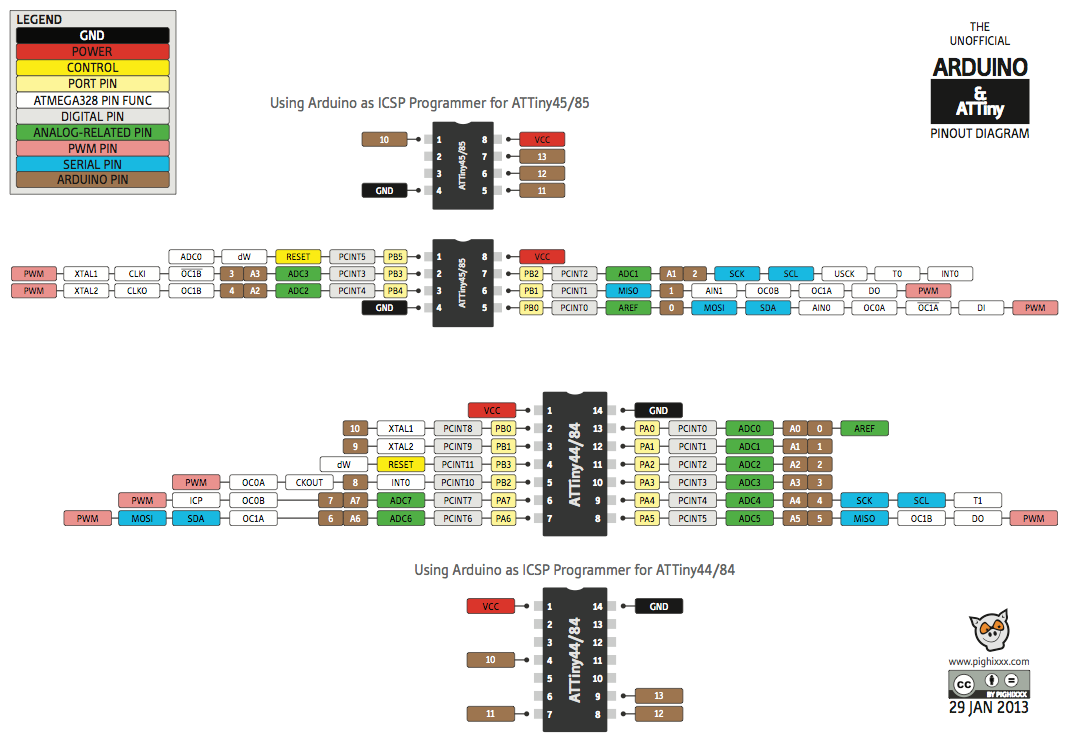 LEGEND
GND
POWER
CONTROL
PORT PIN
ATMEGA328 PIN FUNC
DIGITAL PIN
ANALOG-RELATED PIN
PWM PIN
SERIAL PIN
ARDUINO PIN
THE
UNOFFICIAL
ARDUINO
&
ATTiny
PINOUT DIAGRAM
Using Arduino as ICSP Programmer for ATTiny45/85
ATTiny45/85
10 1 8 VCC
2 7 13
3 6 12
GND 4 5 11
ATTiny45/85
ADC0 dW RESET PCINT5 PB5 1 8 VCC
PWM XTAL1 CLKI OC1B 3 A3 ADC3 PCINT3 PB3 2 7 PB2 PCINT2 ADC1 A1 2 SCK SCL USCK T0 INT0
PWM XTAL2 CLKO OC1B 4 A2 ADC2 PCINT4 PB4 3 6 PB1 PCINT1 MISO 1 AIN1 OC0B OC1A DO PWM
GND 4 5 PB0 PCINT0 AREF 0 MOSI SDA AIN0 OC0A OC1A DI PWM
ATTiny44/84
VCC 1 14 GND
10 XTAL1 PCINT8 PB0 2 13 PA0 PCINT0 ADC0 A0 0 AREF
9 XTAL2 PCINT9 PB1 3 12 PA1 PCINT1 ADC1 A1 1
dW RESET PCINT11 PB3 4 11 PA2 PCINT2 ADC2 A2 2
PWM OC0A CKOUT 8 INT0 PCINT10 PB2 5 10 PA3 PCINT3 ADC3 A3 3
PWM ICP OC0B 7 A7 ADC7 PCINT7 PA7 6 9 PA4 PCINT4 ADC4 A4 4 SCK SCL T1
PWM MOSI SDA OC1A 6 A6 ADC6 PCINT6 PA6 7 8 PA5 PCINT5 ADC5 A5 5 MISO OC1B DO PWM
Using Arduino as ICSP Programmer for ATTiny44/84
ATTiny44/84
VCC 1 14 GND
2 13
3 12
10 4 11
5 10
6 9 13
11 7 8 12
www.pighixxx.com
cc
BY PIGHIXXX
29 JAN 2013